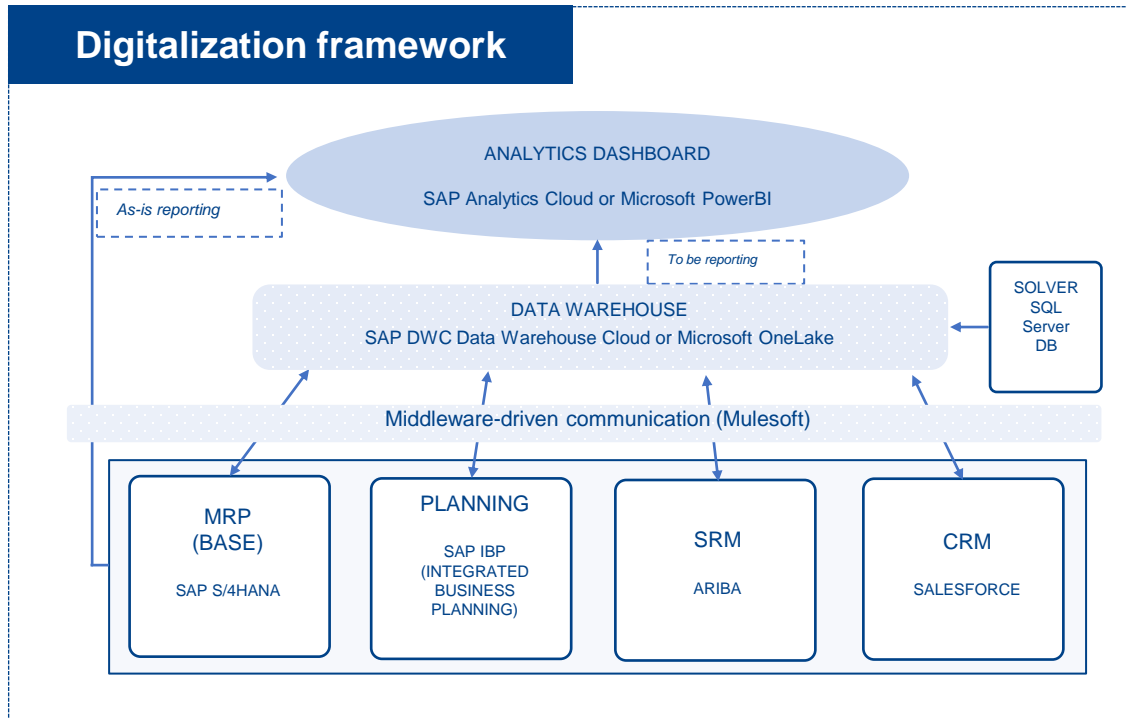 Digitalization framework
ANALYTICS DASHBOARD
SAP Analytics Cloud or Microsoft PowerBI
As-is reporting
To be reporting
DATA WAREHOUSE
SAP DWC Data Warehouse Cloud or Microsoft OneLake
SOLVER
SQL
Server
DB
Middleware-driven communication (Mulesoft)
MRP
(BASE)
SAP S/4HANA
PLANNING
SAP IBP
(INTEGRATED
BUSINESS
PLANNING)
SRM
ARIBA
CRM
SALESFORCE